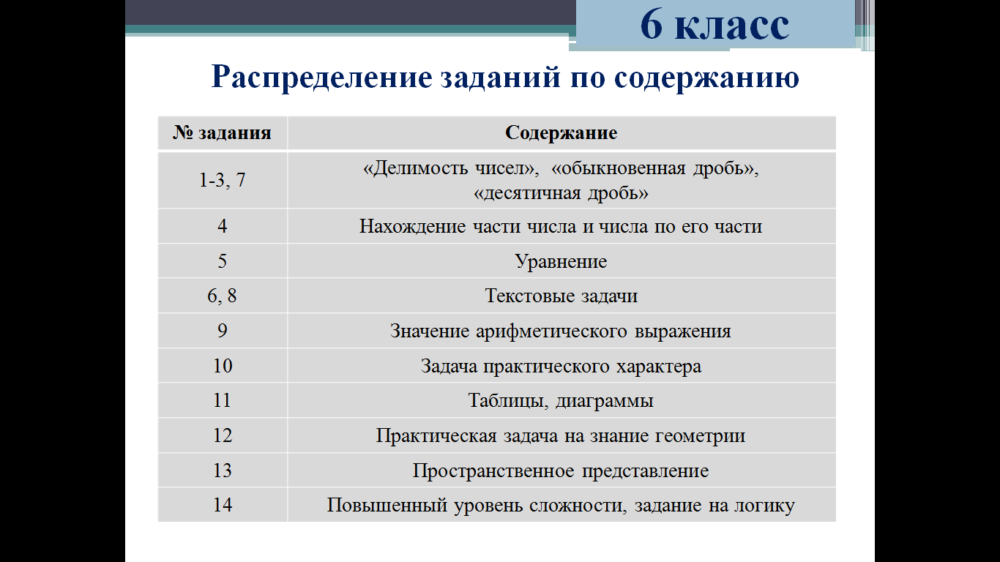 6 класс
Распределение заданий по содержанию
№ задания Содержание
1-3, 7 «Делимость чисел», «обыкновенная дробь»,
«десятичная дробь»
4 Нахождение части числа и числа по его части
5 Уравнение
6, 8 Текстовые задачи
9 Значение арифметического выражения
10 Задача практического характера
11 Таблицы, диаграммы
12 Практическая задача на знание геометрии
13 Пространственное представление
14 Повышенный уровень сложности, задание на логику